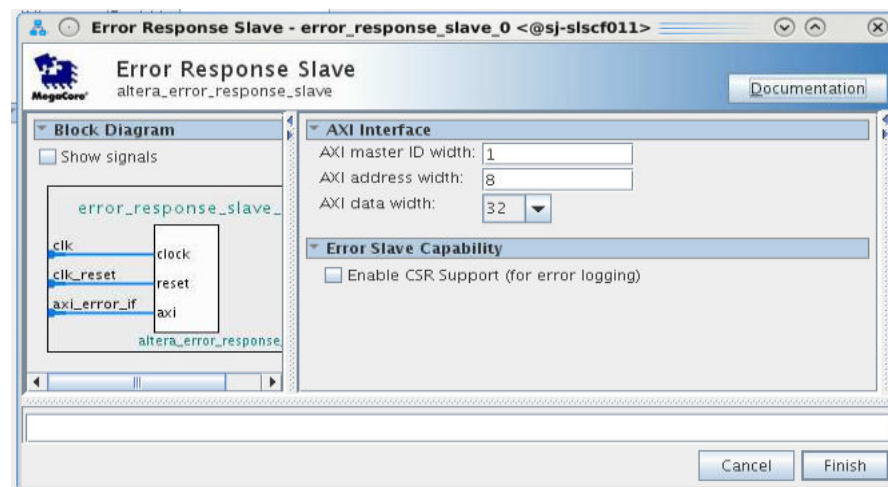 Error Response Slave - error_response_slave_0 <@sj-slscf011>
MegaCore'
Error Response Slave
altera_error_response_slave
Documentation
Block Diagram
Show signals
error_response_slave_
clk
clock
clk_reset
reset
axi_error_if
axi
altera_error_response_
AXI Interface
AXI master ID width: 1
AXI address width: 8
AXI data width: 32
Error Slave Capability
Enable CSR Support (for error logging)
Cancel
Finish